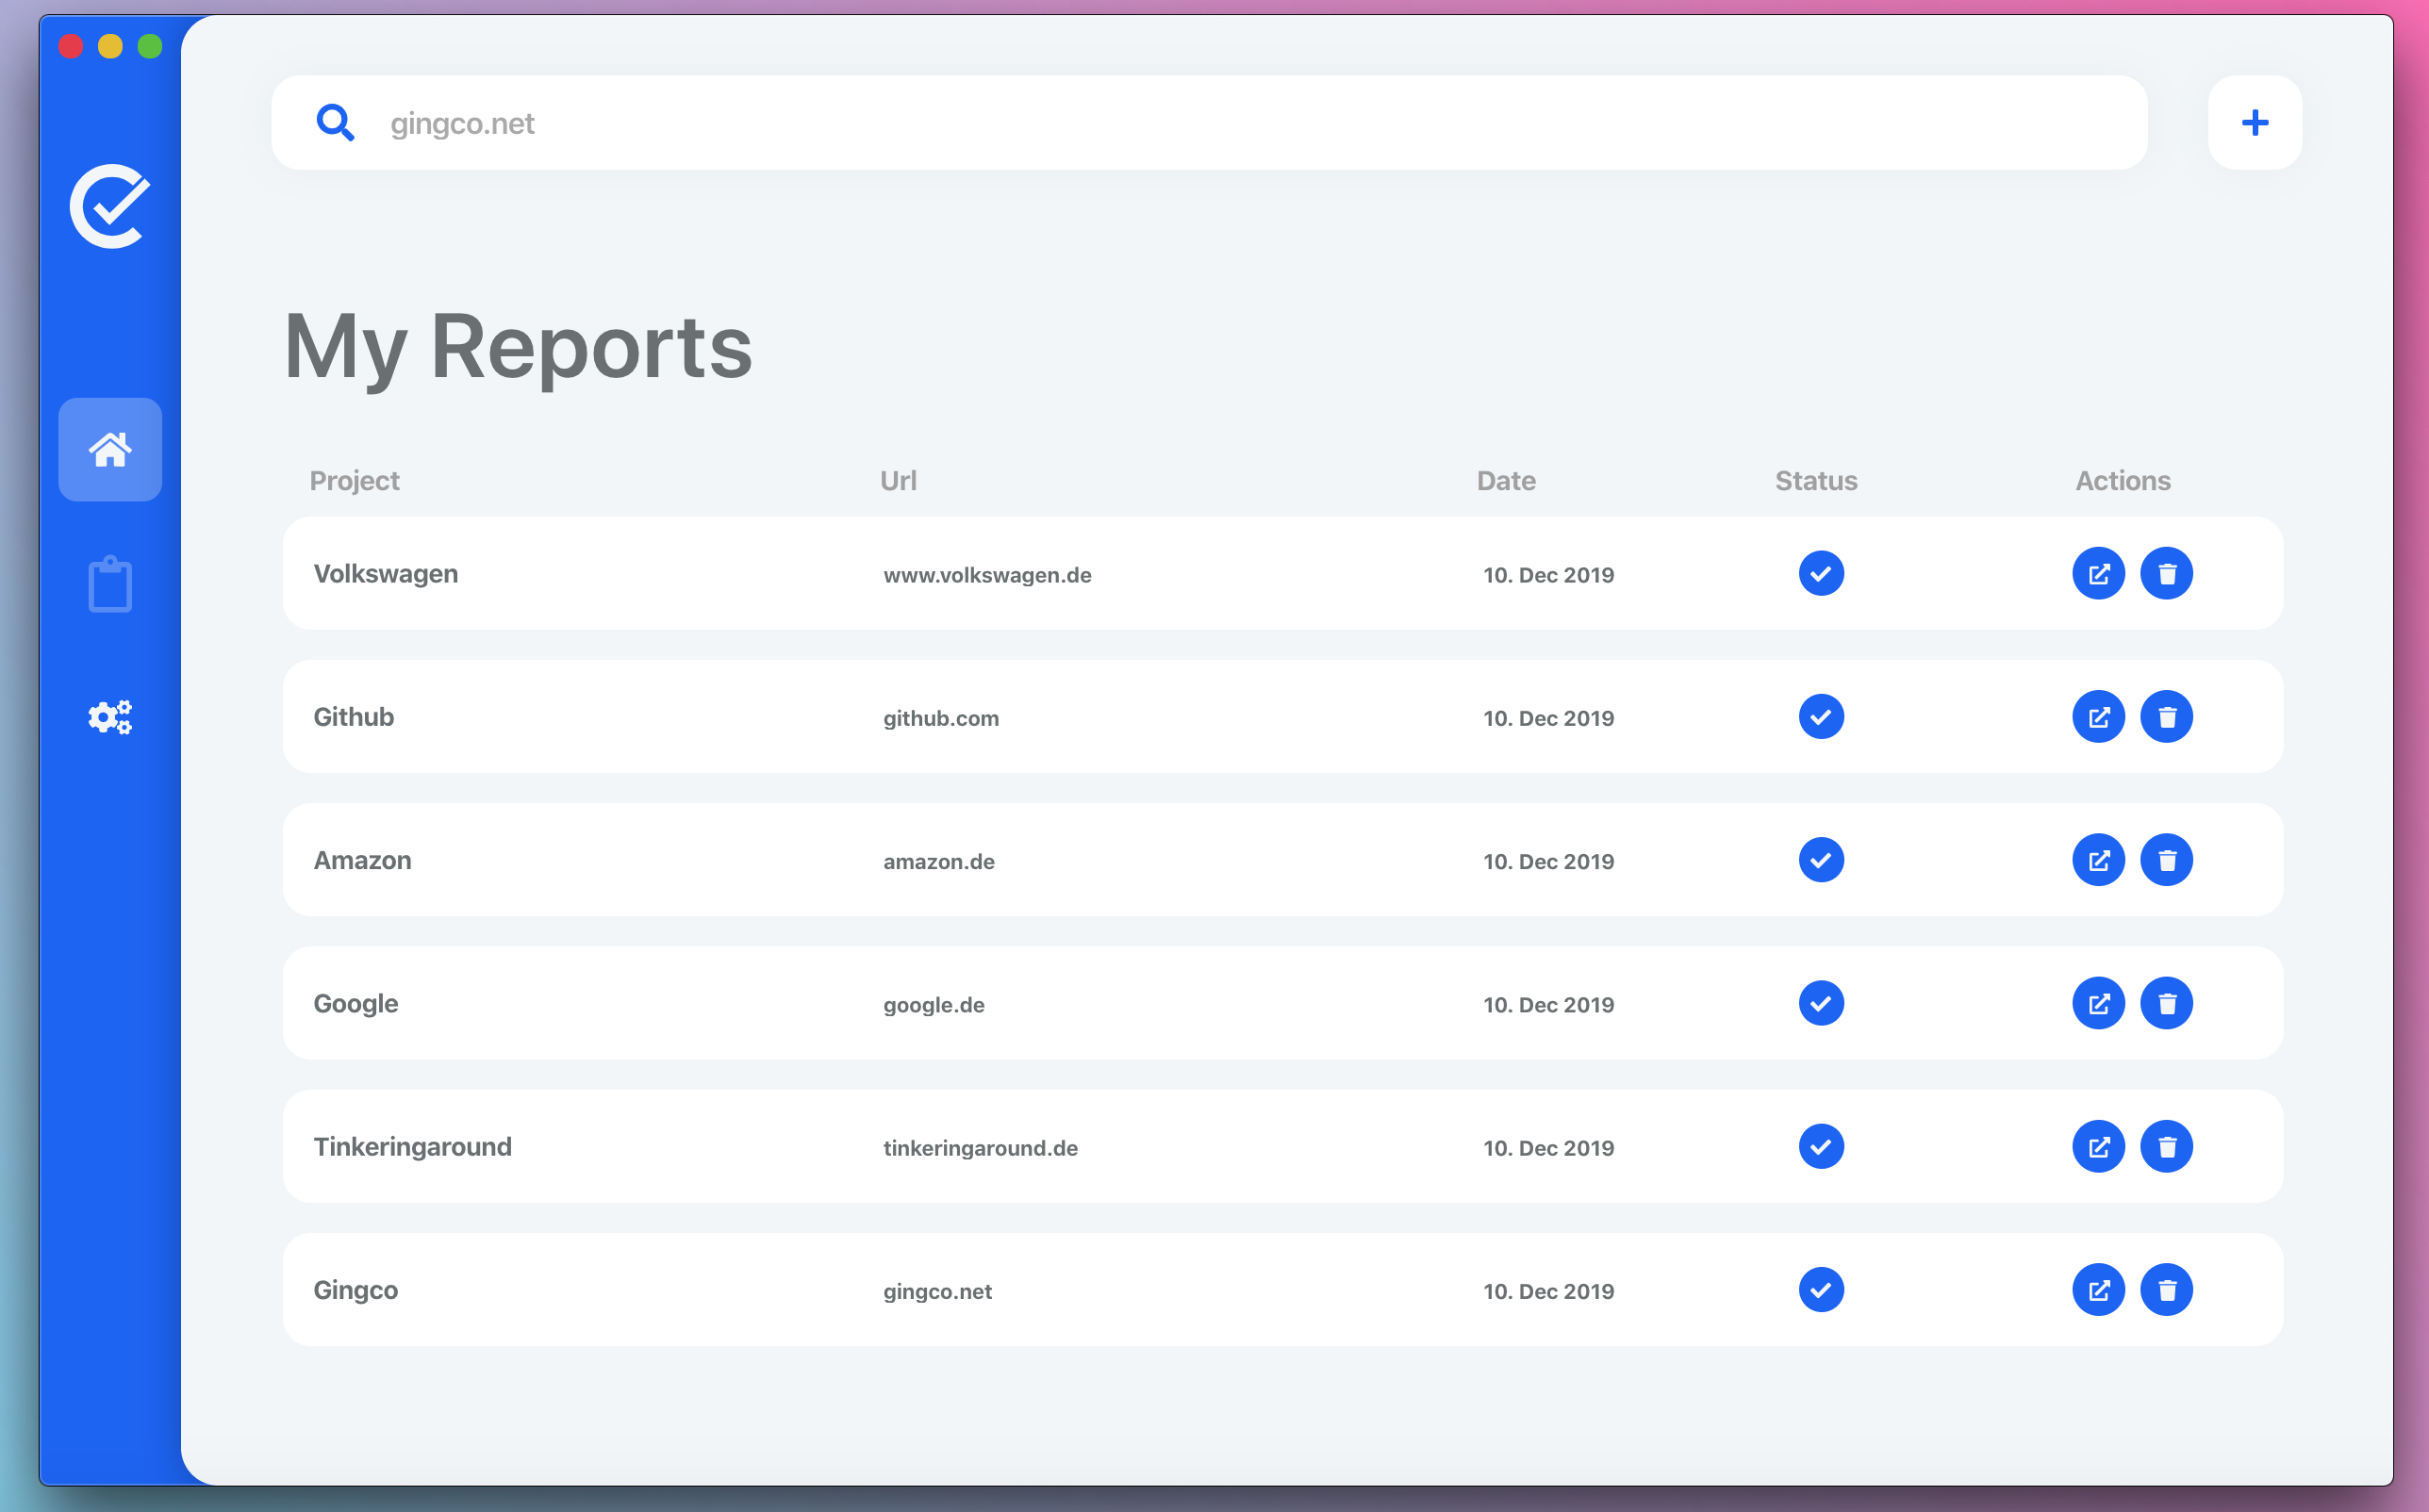 gingco.net
My Reports
Project Url Date Status Actions
Volkswagen www.volkswagen.de 10. Dec 2019
Github github.com 10. Dec 2019
Amazon amazon.de 10. Dec 2019
Google google.de 10. Dec 2019
Tinkeringaround tinkeringaround.de 10. Dec 2019
Gingco gingco.net 10. Dec 2019